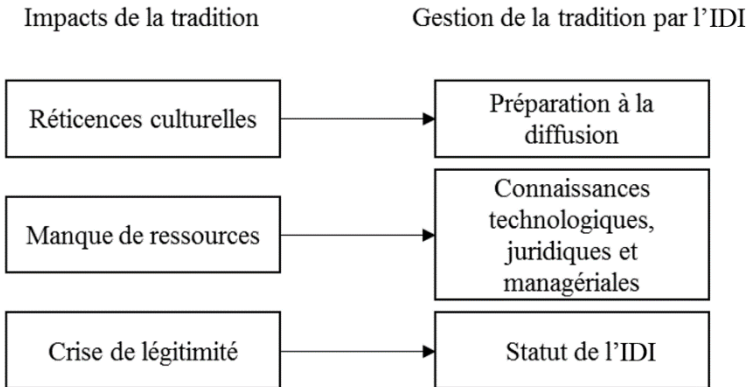 Impacts de la tradition
Gestion de la tradition par l’IDI
Réticences culturelles
Préparation à la
diffusion
Manque de ressources
Connaissances
technologiques,
juridiques et
managériales
Crise de légitimité
Statut de l’IDI